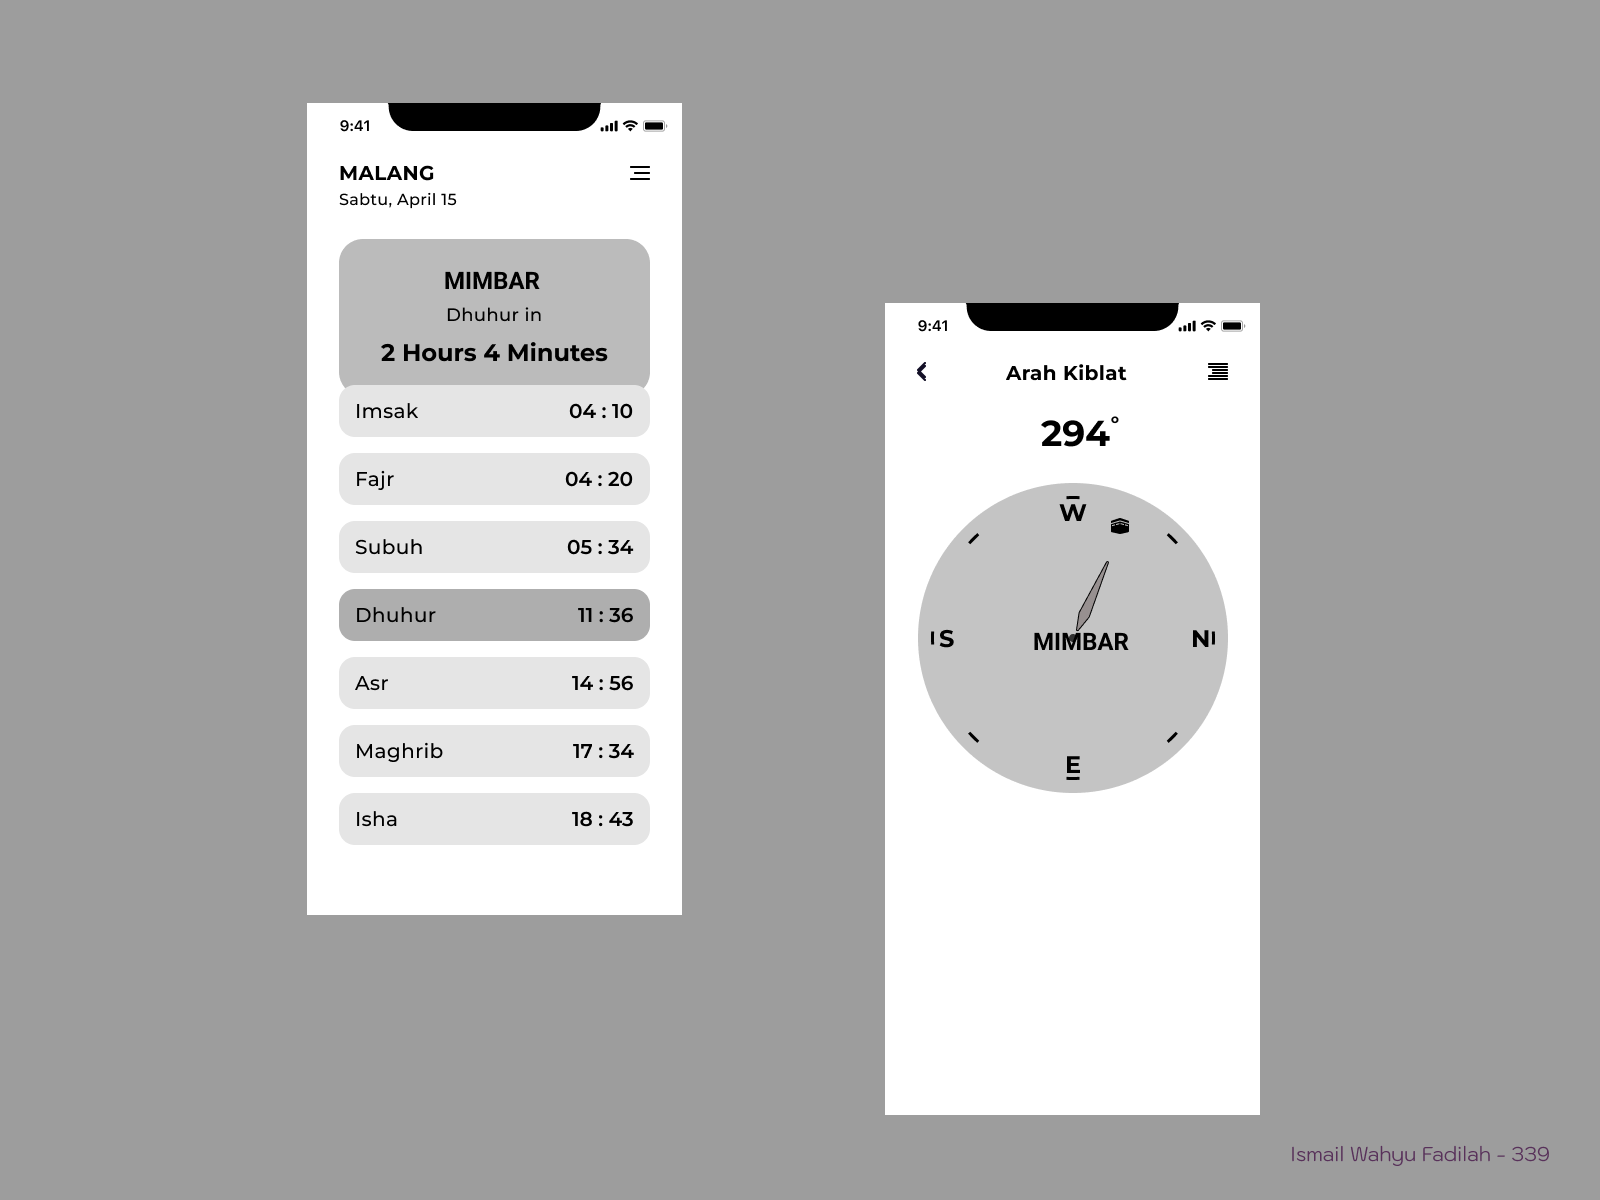 9:41
MALANG
Sabtu, April 15
MIMBAR
Dhuhur in
2 Hours 4 Minutes
Imsak 04 : 10
Fajr 04 : 20
Subuh 05 : 34
Dhuhur 11 : 36
Asr 14 : 56
Maghrib 17 : 34
Isha 18 : 43
9:41
Arah Kiblat
294°
W
S MIMBAR N
E
Ismail Wahyu Fadilah - 339